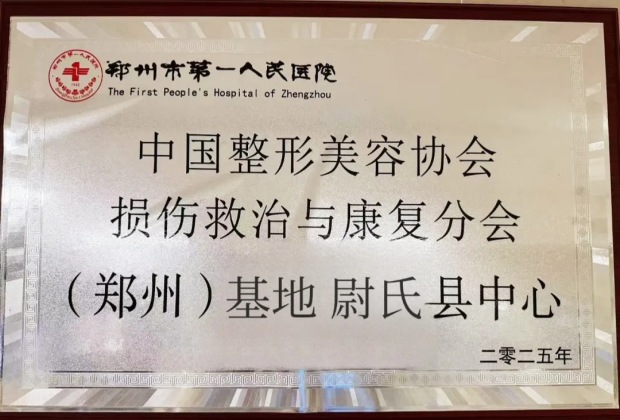 郑州市第一人民医院
The First People's Hospital of Zhengzhou
中国整形美容协会
损伤救治与康复分会
（郑州）基地 尉氏县中心
二零二五年